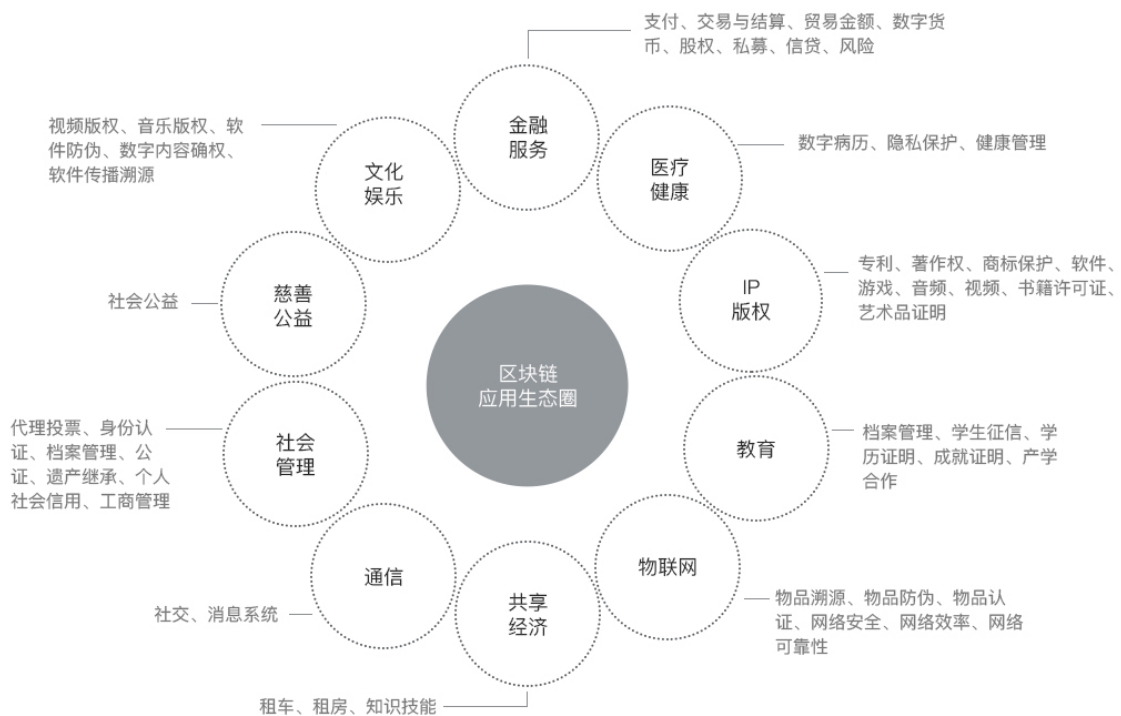 支付、交易与结算、贸易金额、数字货
币、股权、私募、信贷、风险
金融
服务
医疗
健康
数字病历、隐私保护、健康管理
IP
版权
专利、著作权、商标保护、软件、
游戏、音频、视频、书籍许可证、
艺术品证明
教育
档案管理、学生征信、学
历证明、成就证明、产学
合作
物联网
物品溯源、物品防伪、物品认
证、网络安全、网络效率、网络
可靠性
共享
经济
租车、租房、知识技能
通信
社交、消息系统
社会
管理
代理投票、身份认
证、档案管理、公
证、遗产继承、个人
社会信用、工商管理
慈善
公益
社会公益
文化
娱乐
视频版权、音乐版权、软
件防伪、数字内容确权、
软件传播溯源
区块链
应用生态圈